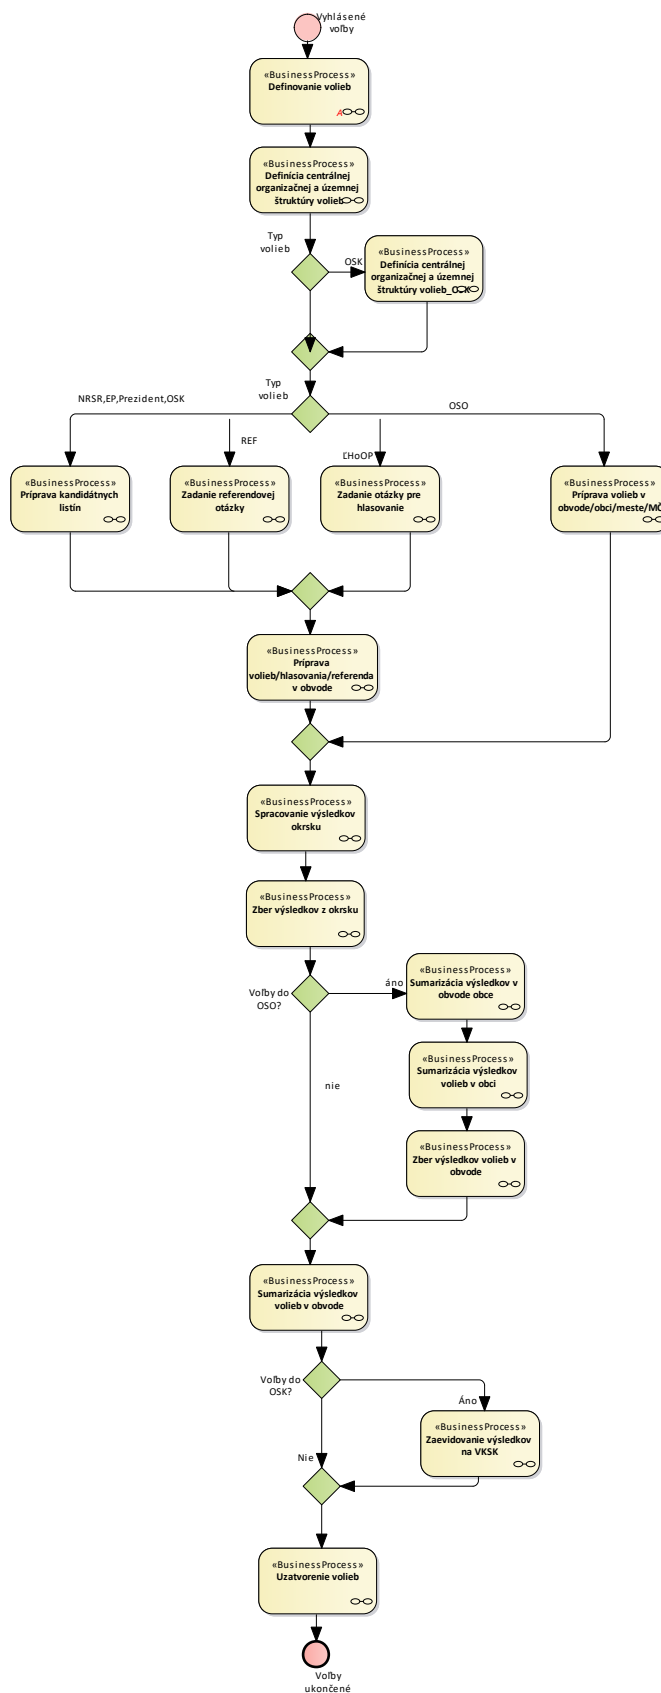 Vyhlásené
voľby
«BusinessProcess»
Definovanie volieb
A
«BusinessProcess»
Definícia centrálnej
organizačnej a územnej
štruktúry volieb
Typ
volieb
OSK
«BusinessProcess»
Definícia centrálnej
organizačnej a územnej
štruktúry volieb_OSK
Typ
volieb
NRSR,EP,Prezident,OSK
REF
ĽHoOP
OSO
«BusinessProcess»
Príprava kandidátnych
listín
«BusinessProcess»
Zadanie referendovej
otázky
«BusinessProcess»
Zadanie otázky pre
hlasovanie
«BusinessProcess»
Príprava volieb v
obvode/obci/meste/MČ
«BusinessProcess»
Príprava
volieb/hlasovania/referenda
v obvode
«BusinessProcess»
Spracovanie výsledkov
okrsku
«BusinessProcess»
Zber výsledkov z okrsku
Voľby do
OSO?
áno
«BusinessProcess»
Sumarizácia výsledkov v
obvode obce
«BusinessProcess»
Sumarizácia výsledkov
volieb v obci
nie
«BusinessProcess»
Zber výsledkov volieb v
obvode
«BusinessProcess»
Sumarizácia výsledkov
volieb v obvode
Voľby do
OSK?
Áno
«BusinessProcess»
Zaevidovanie výsledkov
na VKSK
Nie
«BusinessProcess»
Uzatvorenie volieb
Voľby
ukončené